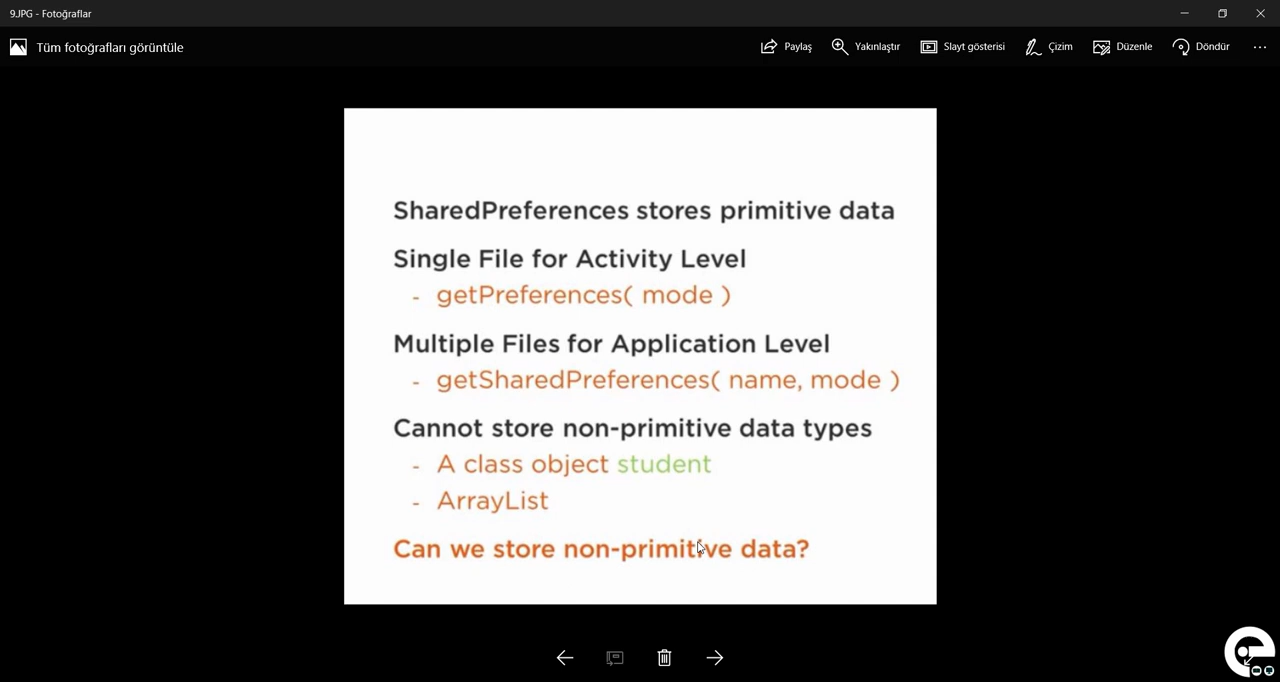 9.JPG - Fotoğraflar
Tüm fotoğrafları görüntüle
Paylaş
Yakınlaştır
Slayt gösterisi
Çizim
Düzenle
Döndür
SharedPreferences stores primitive data
Single File for Activity Level
- getPreferences( mode )
Multiple Files for Application Level
- getSharedPreferences( name, mode )
Cannot store non-primitive data types
- A class object student
- ArrayList
Can we store non-primitive data?